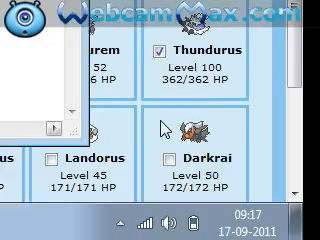 WebcamMax.com
urem
Thundurus
52
Level 100
HP
362/362 HP
us
Landorus
Darkrai
Level 45
Level 50
171/171 HP
172/172 HP
09:17
17-09-2011